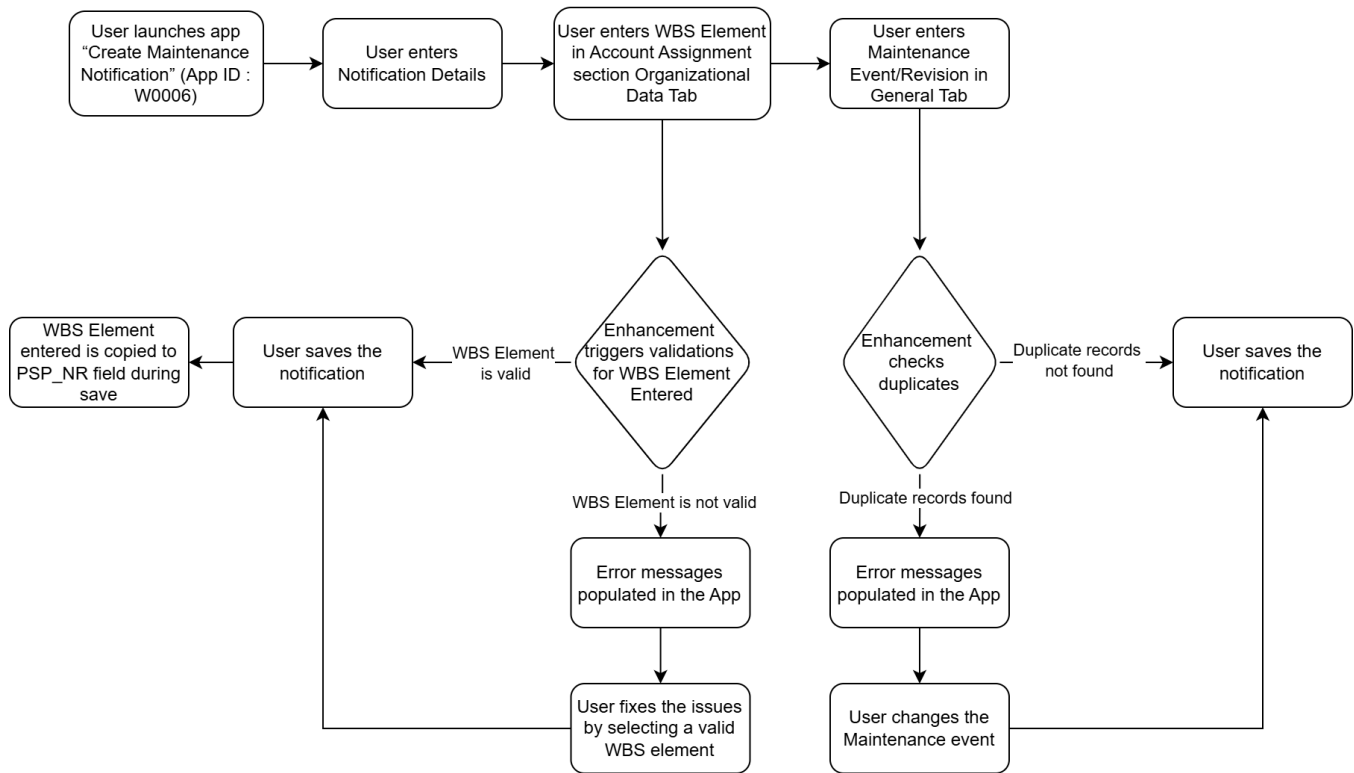 User launches app
“Create Maintenance
Notification” (App ID :
W0006)
User enters
Notification Details
User enters WBS Element
in Account Assignment
section Organizational
Data Tab
User enters
Maintenance
Event/Revision in
General Tab
WBS Element
entered is copied to
PSP_NR field during
save
User saves the
notification
WBS Element
is valid
Enhancement
triggers validations
for WBS Element
Entered
Enhancement
checks
duplicates
Duplicate records
not found
User saves the
notification
WBS Element is not valid
Duplicate records found
Error messages
populated in the App
Error messages
populated in the App
User fixes the issues
by selecting a valid
WBS element
User changes the
Maintenance event